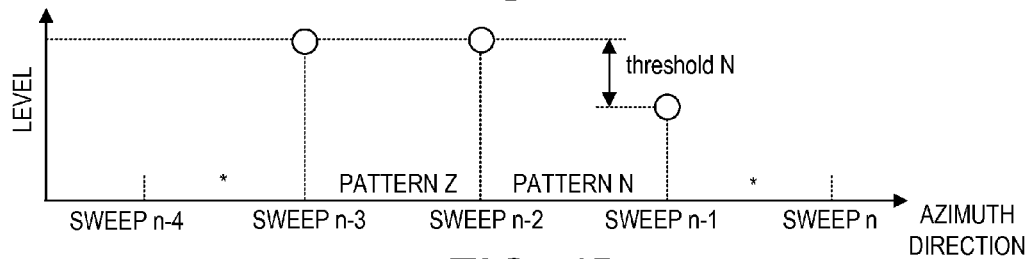 LEVEL
threshold N
* PATTERN Z PATTERN N *
SWEEP n-4 SWEEP n-3 SWEEP n-2 SWEEP n-1 SWEEP n
AZIMUTH
DIRECTION